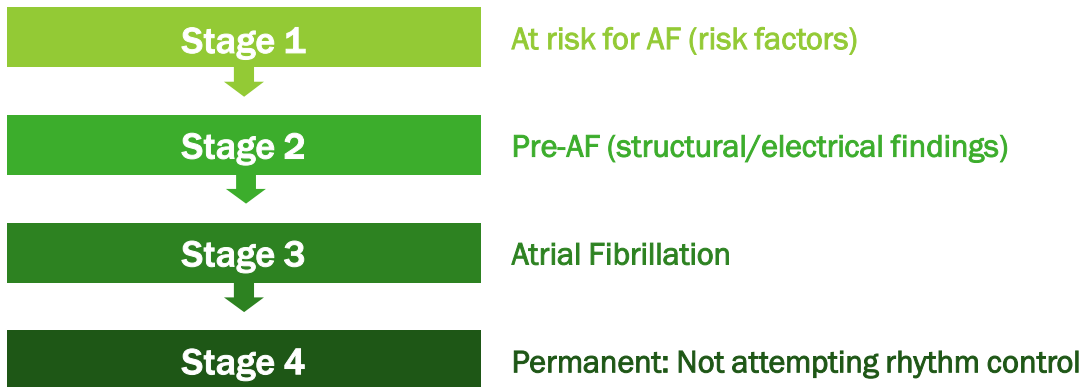 Stage 1
At risk for AF (risk factors)
Stage 2
Pre-AF (structural/electrical findings)
Stage 3
Atrial Fibrillation
Stage 4
Permanent: Not attempting rhythm control